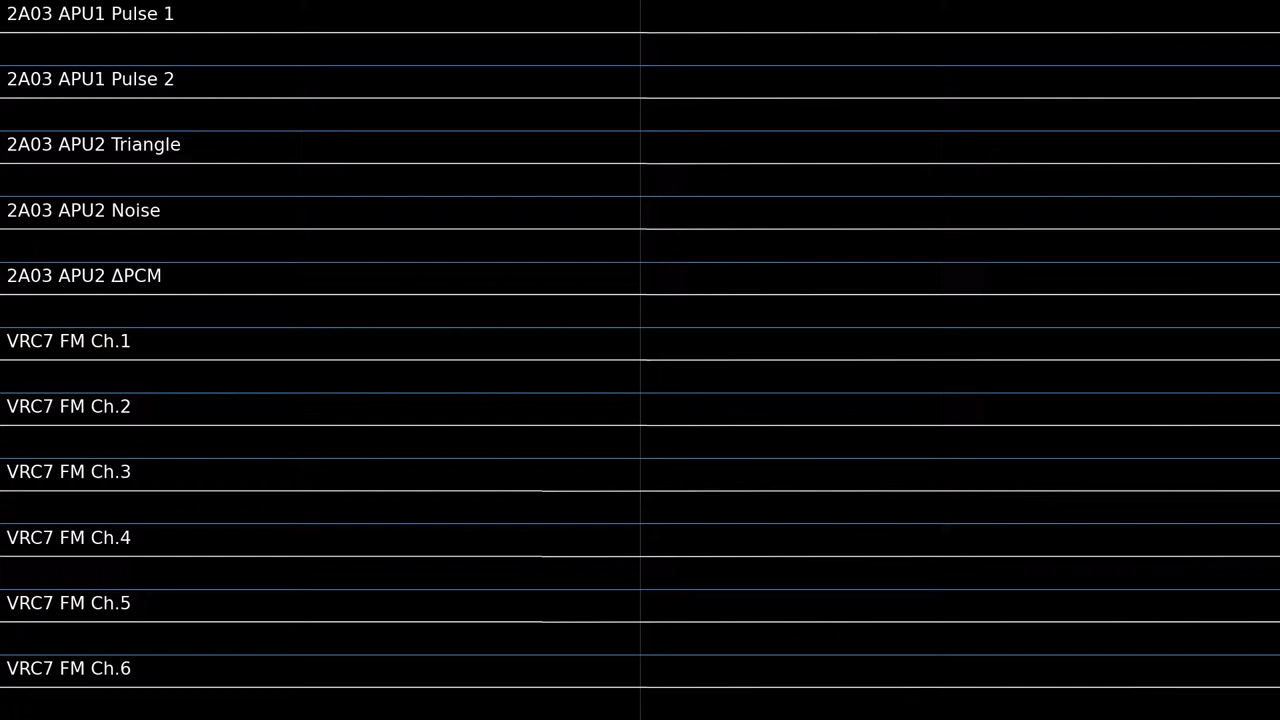 2A03 APU1 Pulse 1
2A03 APU1 Pulse 2
2A03 APU2 Triangle
2A03 APU2 Noise
2A03 APU2 ΔPCM
VRC7 FM Ch.1
VRC7 FM Ch.2
VRC7 FM Ch.3
VRC7 FM Ch.4
VRC7 FM Ch.5
VRC7 FM Ch.6